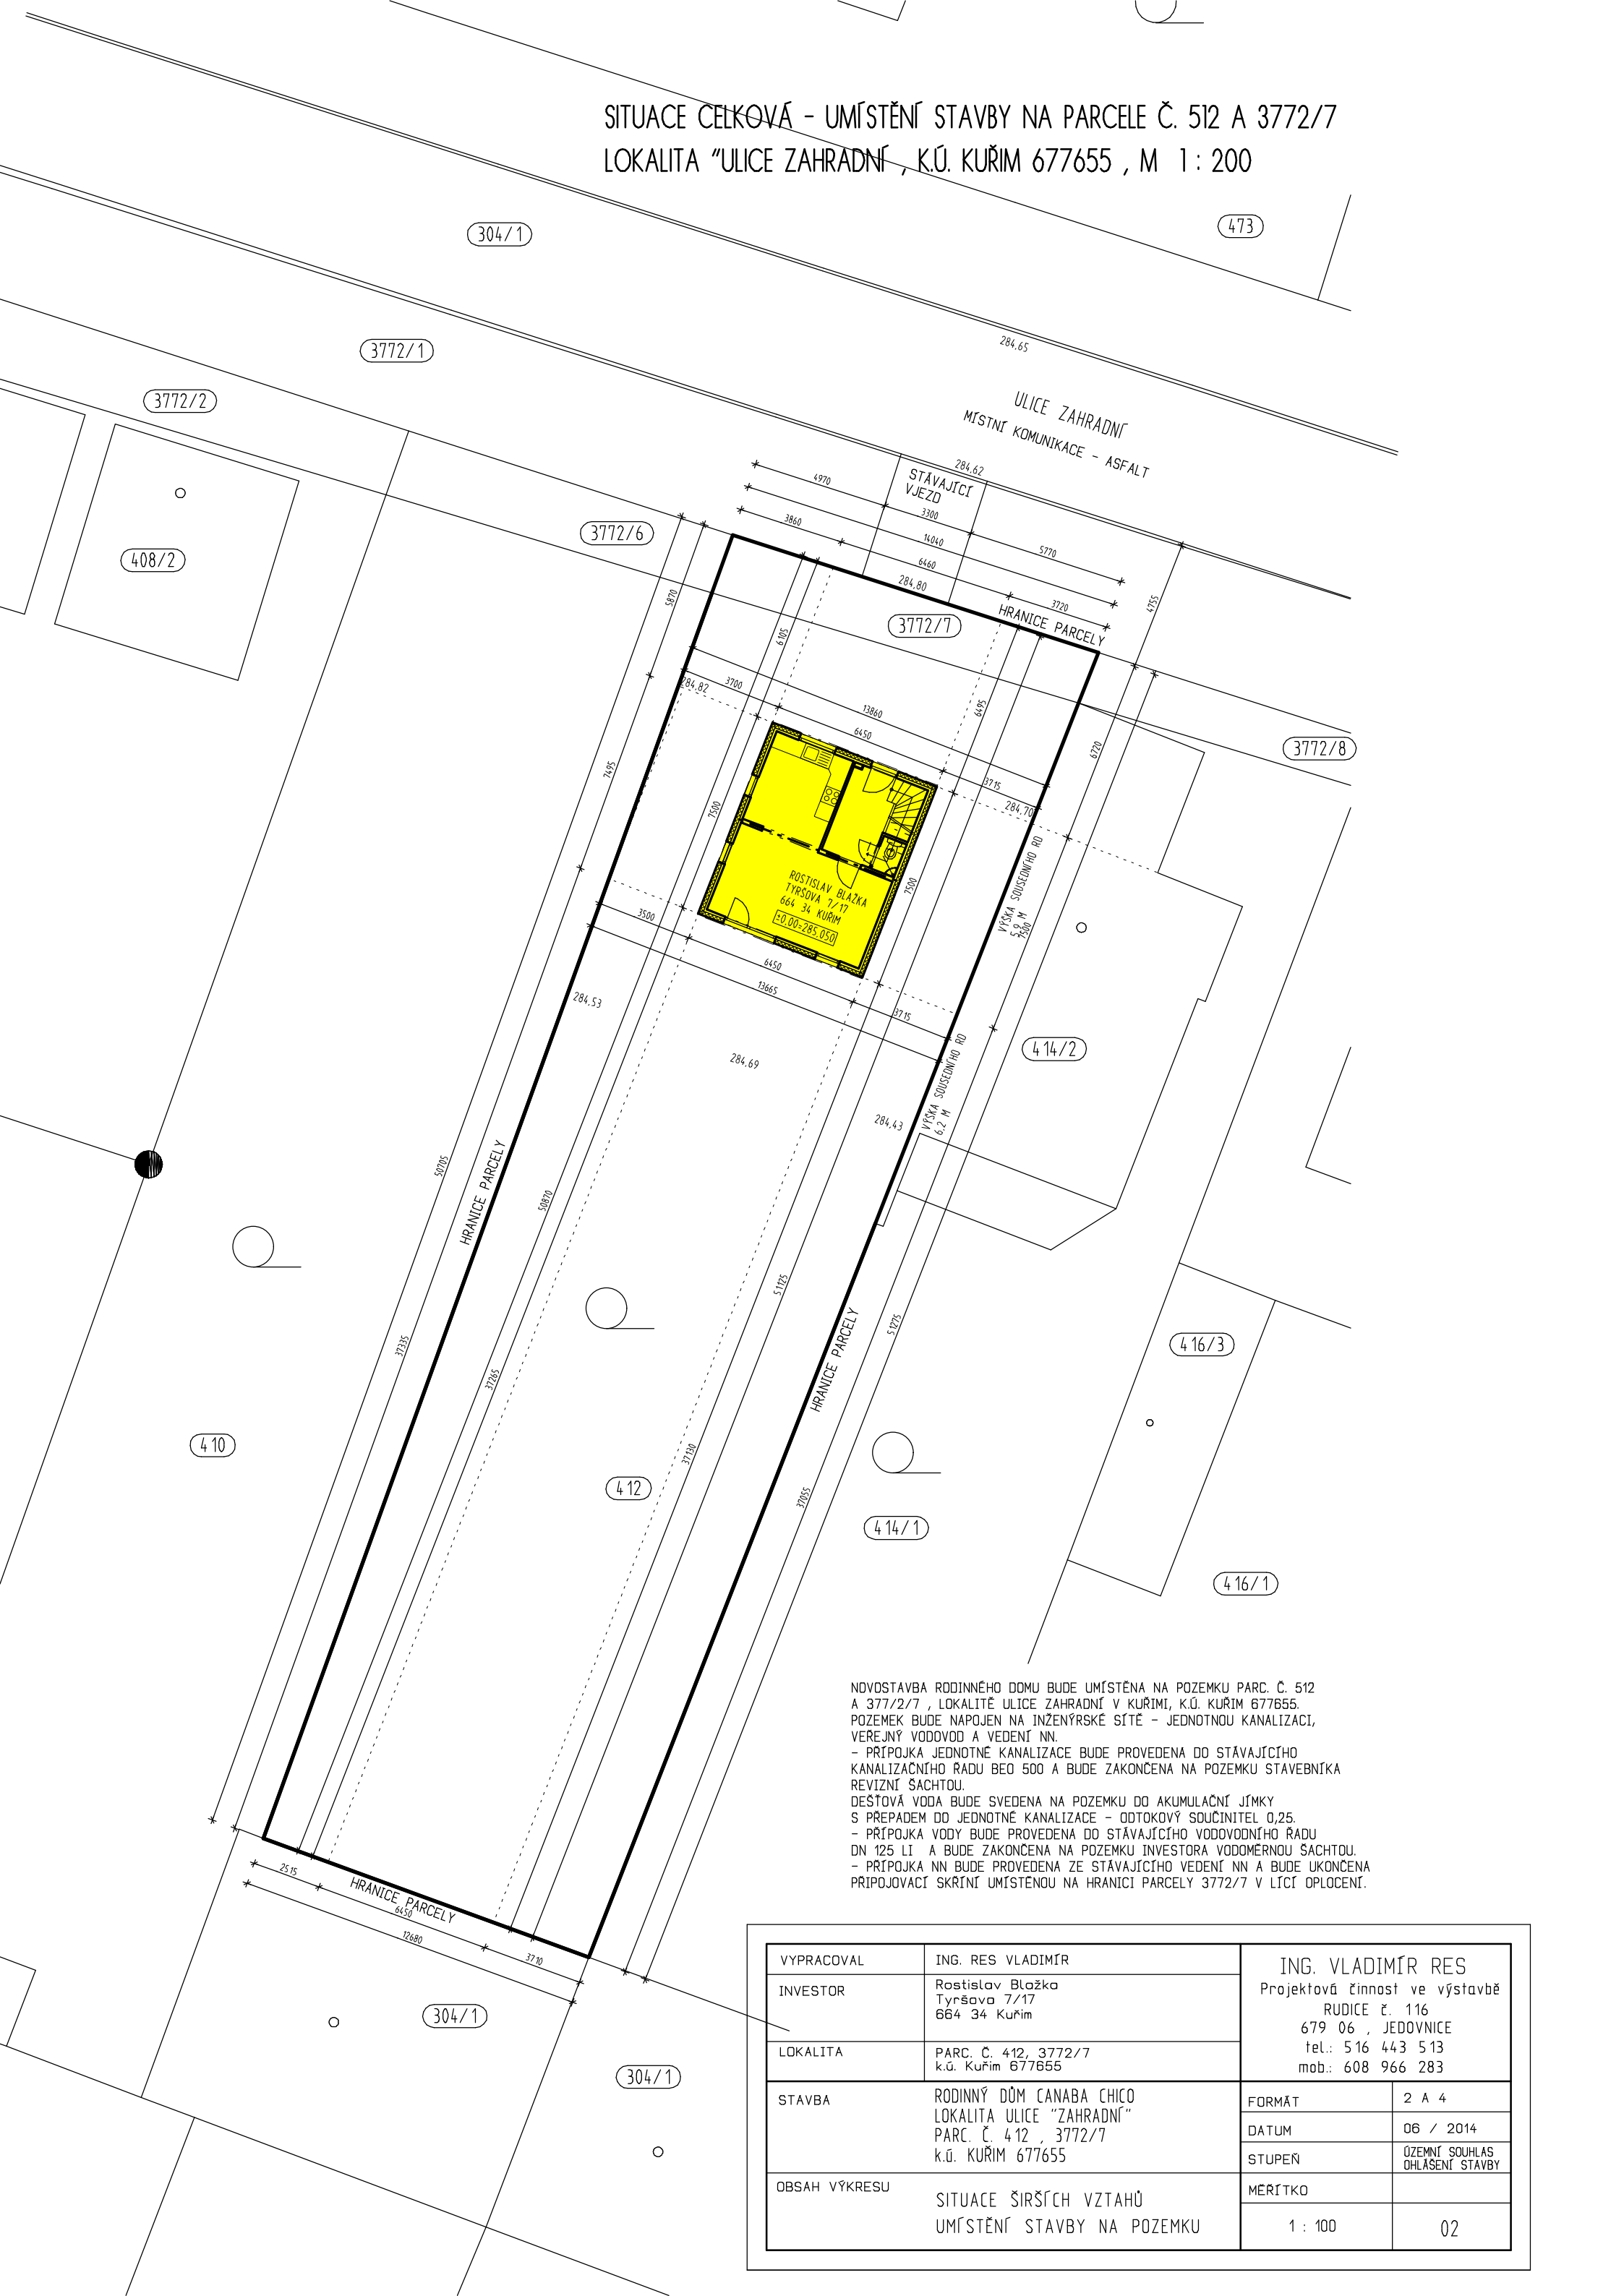 SITUACE CELKOVÁ - UMÍSTĚNÍ STAVBY NA PARCELE Č. 512 A 3772/7
LOKALITA "ULICE ZAHRADNÍ , K.Ú. KUŘIM 677655 , M 1 : 200
473
304/1
284,65
3772/1
3772/2
ULICE ZAHRADNÍ
MÍSTNÍ KOMUNIKACE - ASFALT
284,62
STÁVAJÍCÍ
VJEZD
4970
3300
5770
14040
3860
6460
3720
284,80
HRANICE PARCELY
3772/6
408/2
3772/7
3772/8
4755
5870
6105
6495
6720
284,82
3700
13860
6450
3715
284,70
7495
7500
7500
7500
VÝŠKA SOUSEDNÍHO RD
5,9 M
ROSTISLAV BLAŽKA
TYRŠOVA 7/17
664 34 KUŘIM
±0,00=285,050
3500
6450
13665
3715
284,53
284,69
284,43
VÝŠKA SOUSEDNÍHO RD
6,2 M
414/2
HRANICE PARCELY
50705
50870
51125
51275
37335
37265
37130
37055
HRANICE PARCELY
416/3
410
412
414/1
416/1
NOVOSTAVBA RODINNÉHO DOMU BUDE UMÍSTĚNA NA POZEMKU PARC. Č. 512
A 377/2/7 , LOKALITĚ ULICE ZAHRADNÍ V KUŘIMI, K.Ú. KUŘIM 677655.
POZEMEK BUDE NAPOJEN NA INŽENÝRSKÉ SÍTĚ - JEDNOTNOU KANALIZACI,
VEŘEJNÝ VODOVOD A VEDENÍ NN.
- PŘÍPOJKA JEDNOTNÉ KANALIZACE BUDE PROVEDENA DO STÁVAJÍCÍHO
KANALIZAČNÍHO ŘADU BEO 500 A BUDE ZAKONČENA NA POZEMKU STAVEBNÍKA
REVIZNÍ ŠACHTOU.
DEŠŤOVÁ VODA BUDE SVEDENA NA POZEMKU DO AKUMULAČNÍ JÍMKY
S PŘEPADEM DO JEDNOTNÉ KANALIZACE - ODTOKOVÝ SOUČINITEL 0,25.
- PŘÍPOJKA VODY BUDE PROVEDENA DO STÁVAJÍCÍHO VODOVODNÍHO ŘADU
DN 125 LI A BUDE ZAKONČENA NA POZEMKU INVESTORA VODOMĚRNOU ŠACHTOU.
- PŘÍPOJKA NN BUDE PROVEDENA ZE STÁVAJÍCÍHO VEDENÍ NN A BUDE UKONČENA
PŘIPOJOVACÍ SKŘÍNÍ UMÍSTĚNOU NA HRANICI PARCELY 3772/7 V LÍCÍ OPLOCENÍ.
2515
HRANICE PARCELY
6450
12680
3710
304/1
304/1
VYPRACOVAL
ING. RES VLADIMÍR
INVESTOR
Rostislav Blažka
Tyršova 7/17
664 34 Kuřim
LOKALITA
PARC. Č. 412, 3772/7
k.ú. Kuřim 677655
STAVBA
RODINNÝ DŮM CANABA CHICO
LOKALITA ULICE "ZAHRADNÍ"
PARC. Č. 412 , 3772/7
k.ú. KUŘIM 677655
OBSAH VÝKRESU
SITUACE ŠIRŠÍCH VZTAHŮ
UMÍSTĚNÍ STAVBY NA POZEMKU
ING. VLADIMÍR RES
Projektová činnost ve výstavbě
RUDICE č. 116
679 06 , JEDOVNICE
tel.: 516 443 513
mob.: 608 966 283
FORMÁT
2 A 4
DATUM
06 / 2014
STUPEŇ
ÚZEMNÍ SOUHLAS
OHLÁŠENÍ STAVBY
MĚŘÍTKO
1 : 100
02